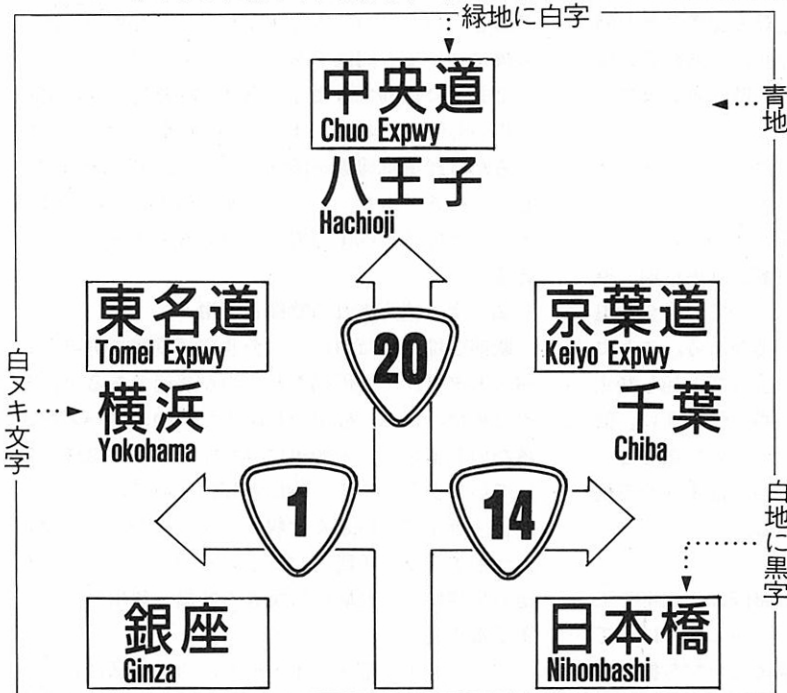 緑地に白字
中央道
Chuo Expwy
八王子
Hachioji
青地
東名道
Tomei Expwy
横浜
Yokohama
20
京葉道
Keiyo Expwy
千葉
Chiba
白ヌキ文字
1
14
白地に黒字
銀座
Ginza
日本橋
Nihonbashi